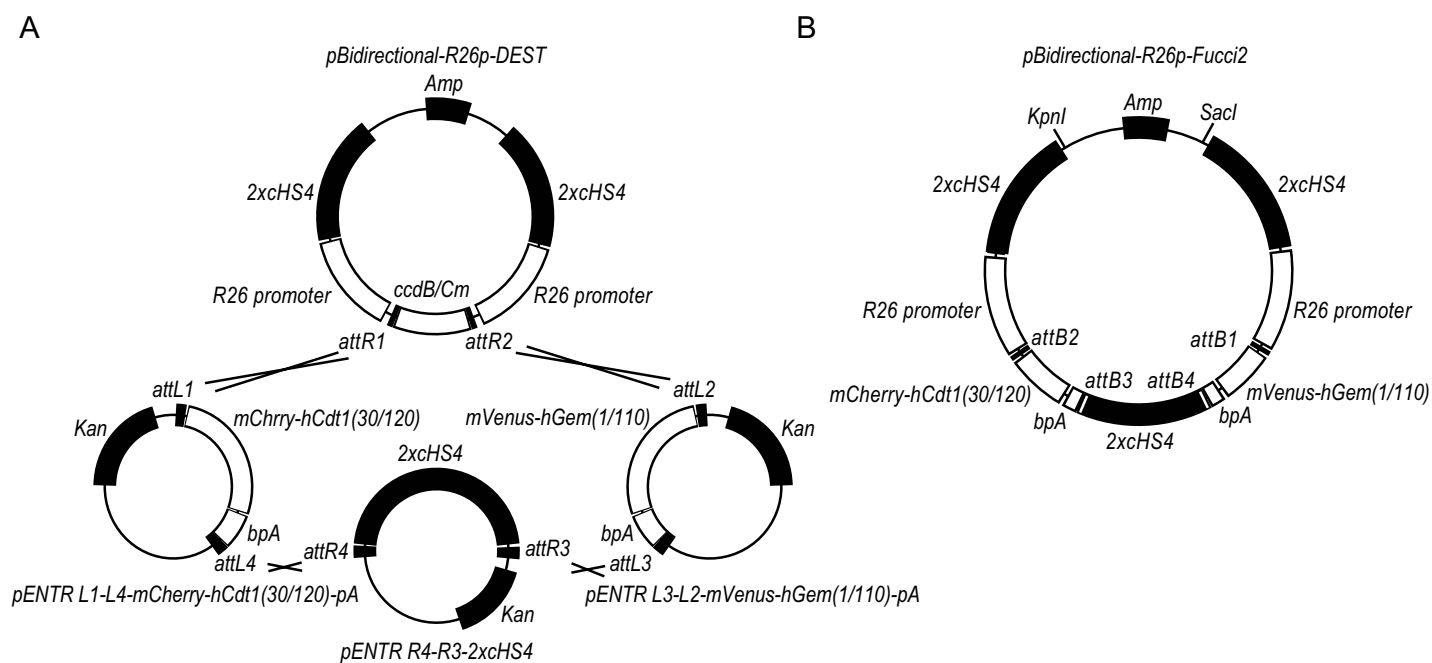 A
pBidirectional-R26p-DEST
Amp
2xcHS4
2xcHS4
R26 promoter
ccdB/Cm
R26 promoter
attR1
attR2
attL1
attL2
Kan
mChrry-hCdt1(30/120)
mVenus-hGem(1/110)
Kan
2xcHS4
bpA
bpA
attL4
attR4
attR3
attL3
pENTR L1-L4-mCherry-hCdt1(30/120)-pA
pENTR L3-L2-mVenus-hGem(1/110)-pA
Kan
pENTR R4-R3-2xcHS4
B
pBidirectional-R26p-Fucci2
Amp
KpnI
SacI
2xcHS4
2xcHS4
R26 promoter
R26 promoter
attB2
attB1
attB3
attB4
mCherry-hCdt1(30/120)
mVenus-hGem(1/110)
bpA
bpA
2xcHS4